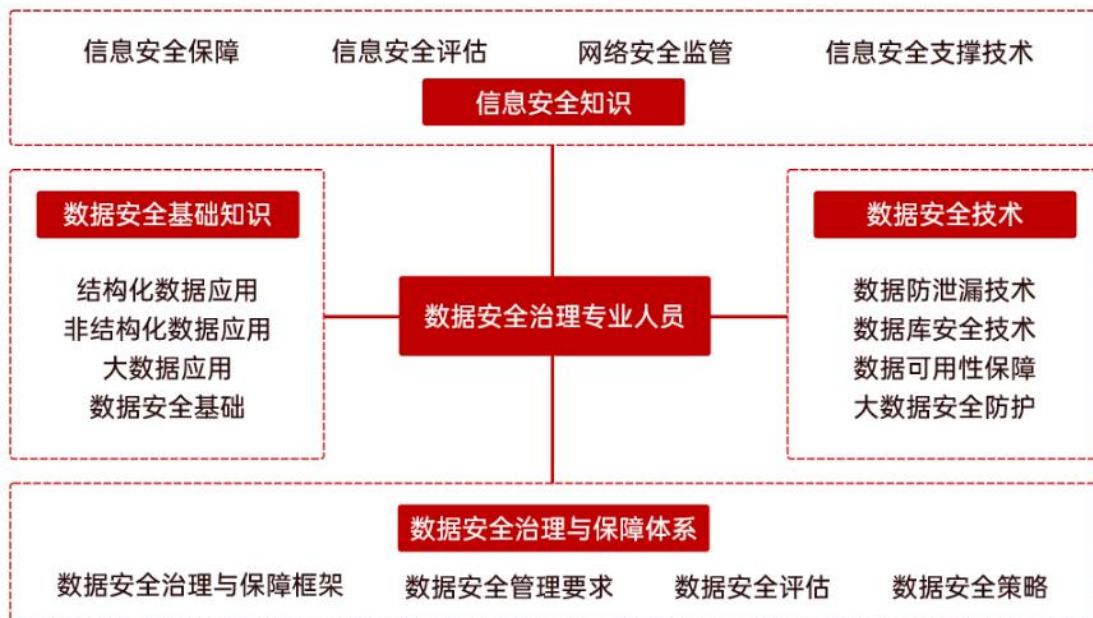 信息安全保障 信息安全评估 网络安全监管 信息安全支撑技术
信息安全知识
数据安全基础知识
结构化数据应用
非结构化数据应用
大数据应用
数据安全基础
数据安全治理专业人员
数据安全技术
数据防泄漏技术
数据库安全技术
数据可用性保障
大数据安全防护
数据安全治理与保障体系
数据安全治理与保障框架 数据安全管理要求 数据安全评估 数据安全策略